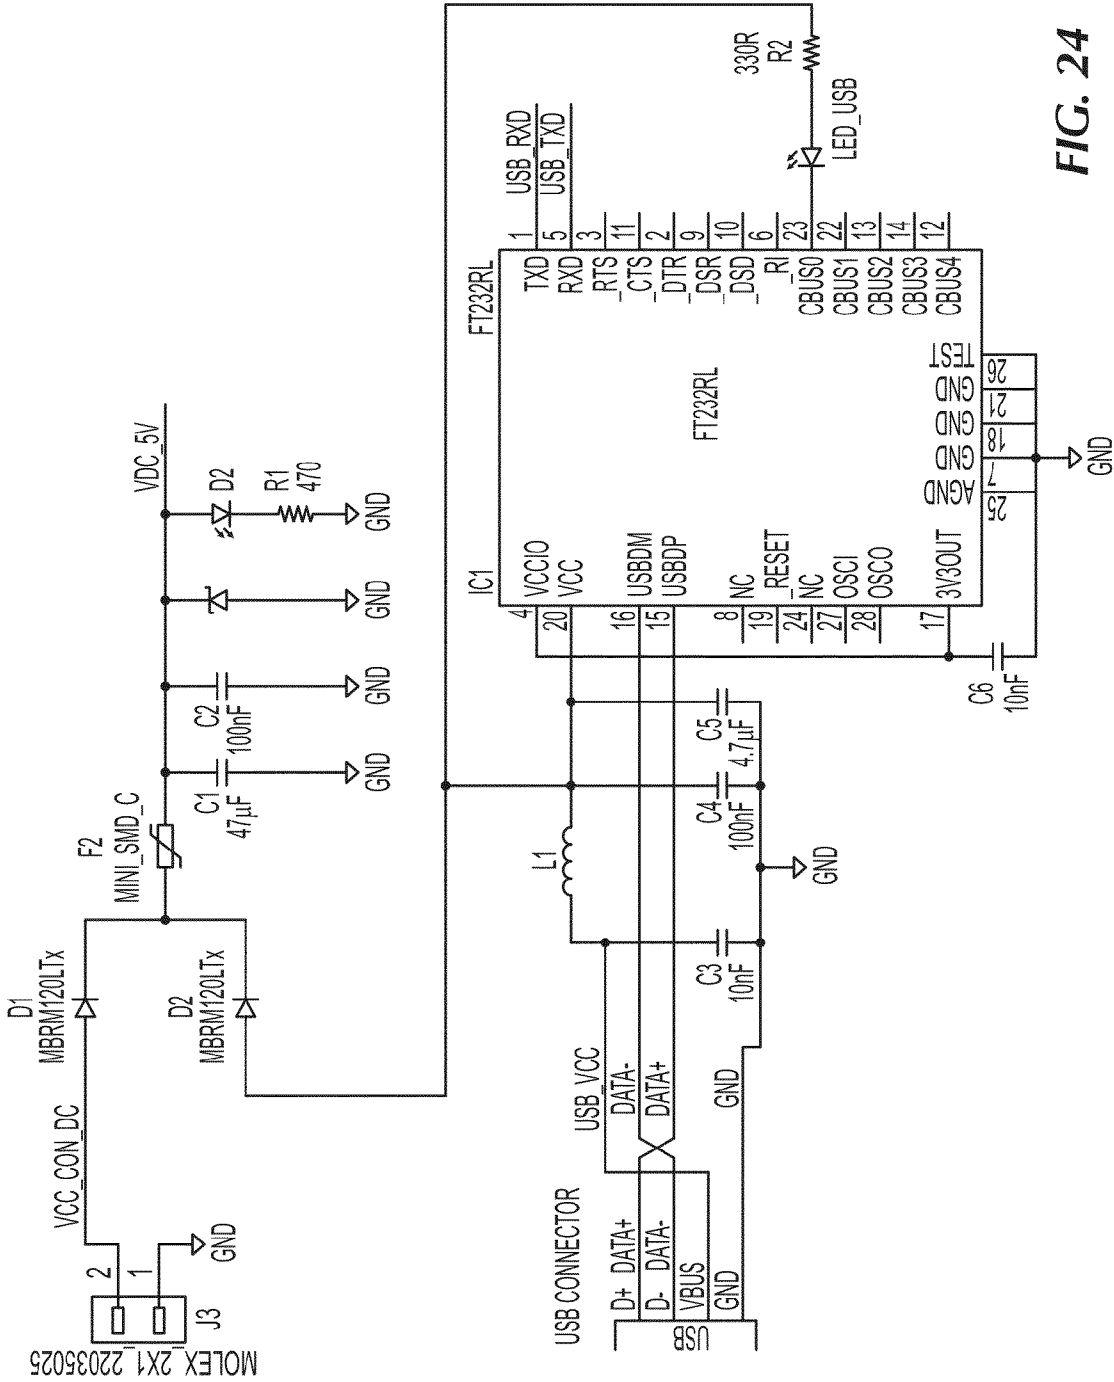 MOLEX_2X1_22035025
J3
2
1
GND
VCC_CON_DC
D1
MBRM120LTx
D2
MBRM120LTx
F2
MINI_SMD_C
C1
47µF
GND
C2
100nF
GND
GND
D2
R1
470
GND
VDC_5V
USB CONNECTOR
USB
D+ DATA+
D- DATA-
VBUS
GND
USB_VCC
DATA-
DATA+
GND
C3
10nF
L1
GND
C4
100nF
C5
4.7µF
C6
10nF
IC1
FT232RL
FT232RL
4 VCCIO
20 VCC
16 USBDM
15 USBDP
8 NC
19 _RESET
24 NC
27 OSCI
28 OSCO
17 3V3OUT
TXD 1
RXD 5
_RTS 3
_CTS 11
_DTR 2
_DSR 9
_DSD 10
_RI 6
CBUS0 23
CBUS1 22
CBUS2 13
CBUS3 14
CBUS4 12
AGND 25
GND 7
GND 18
GND 21
TEST 26
GND
USB_RXD
USB_TXD
LED_USB
330R
R2
FIG. 24